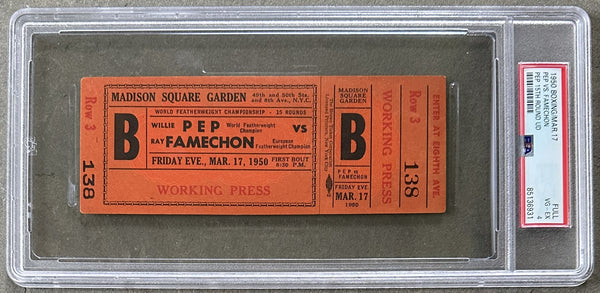 Row 3
138
MADISON SQUARE GARDEN 49th and 50th Sts. and 8th Ave., N.Y.C.
WORLD FEATHERWEIGHT CHAMPIONSHIP - 15 ROUNDS
B
WILLIE PEP World Featherweight Champion VS
RAY FAMECHON European Featherweight Champion
FRIDAY EVE., MAR. 17, 1950 FIRST BOUT 8:30 P.M.
WORKING PRESS
MADISON SQ. GARDEN
B
PEP vs FAMECHON
FRIDAY EVE.
MAR. 17
1950
WORKING PRESS
ENTER AT EIGHTH AVE.
Row 3
138
1950 BOXING/MAR.17
PEP VS. FAMECHON
PEP 15TH ROUND UD
PSA
FULL
VG-EX 4
85136931